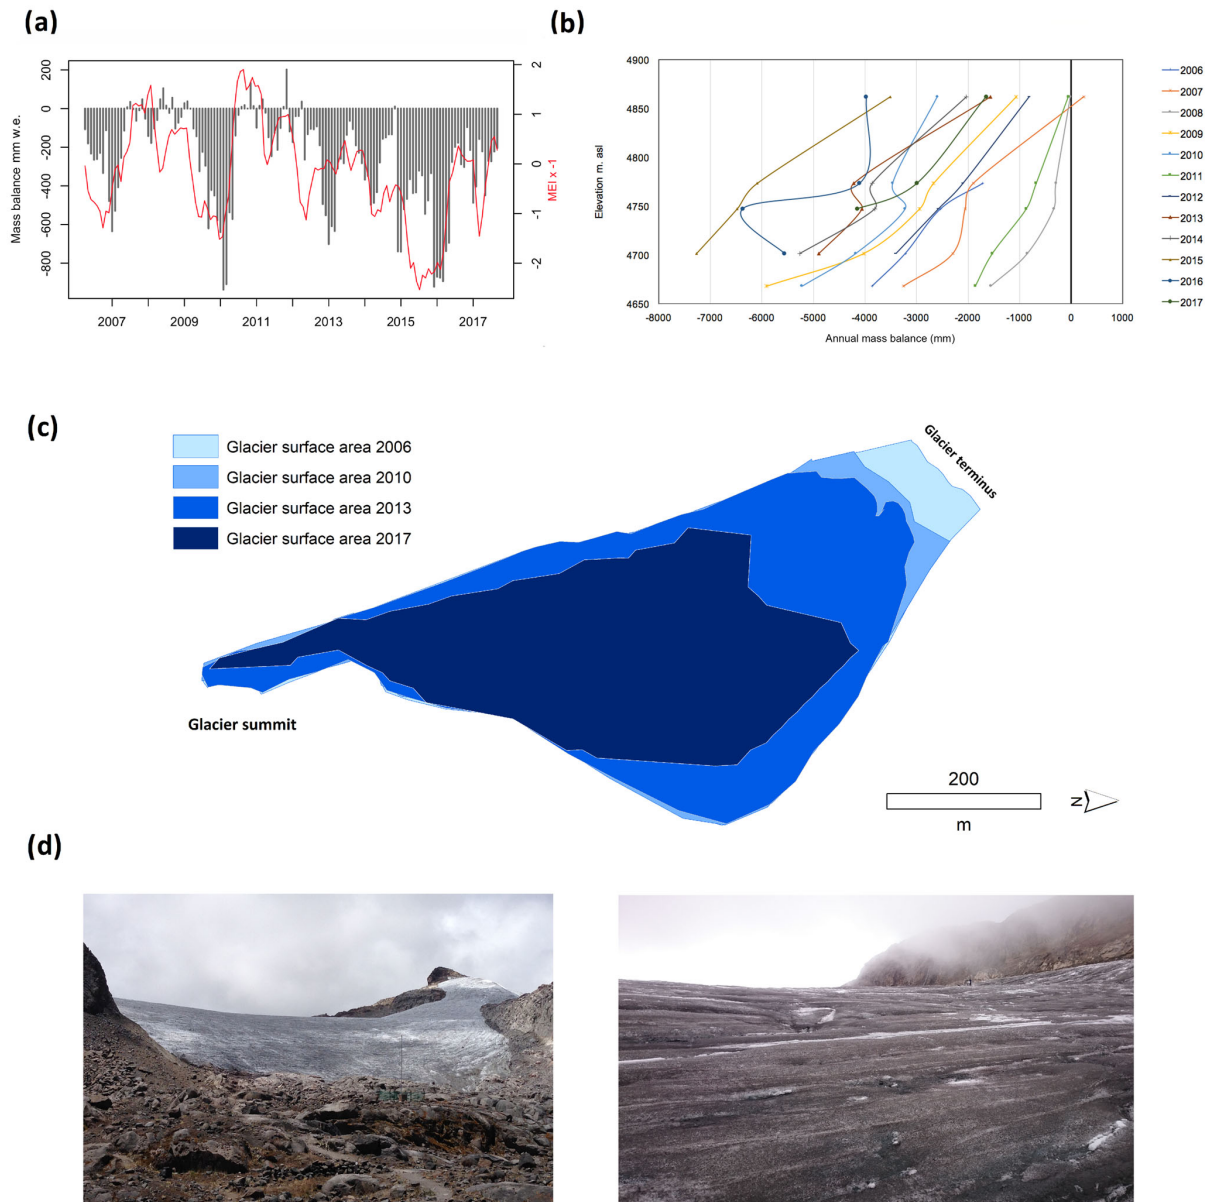 (a)
Mass balance mm w.e.
200
0
-200
-400
-600
-800
2
1
0
-1
-2
MEI x -1
2007
2009
2011
2013
2015
2017
(b)
Elevation m. asl
4900
4850
4800
4750
4700
4650
-8000
-7000
-6000
-5000
-4000
-3000
-2000
-1000
0
1000
Annual mass balance (mm)
2006
2007
2008
2009
2010
2011
2012
2013
2014
2015
2016
2017
(c)
Glacier surface area 2006
Glacier surface area 2010
Glacier surface area 2013
Glacier surface area 2017
Glacier terminus
Glacier summit
200
m
N
(d)